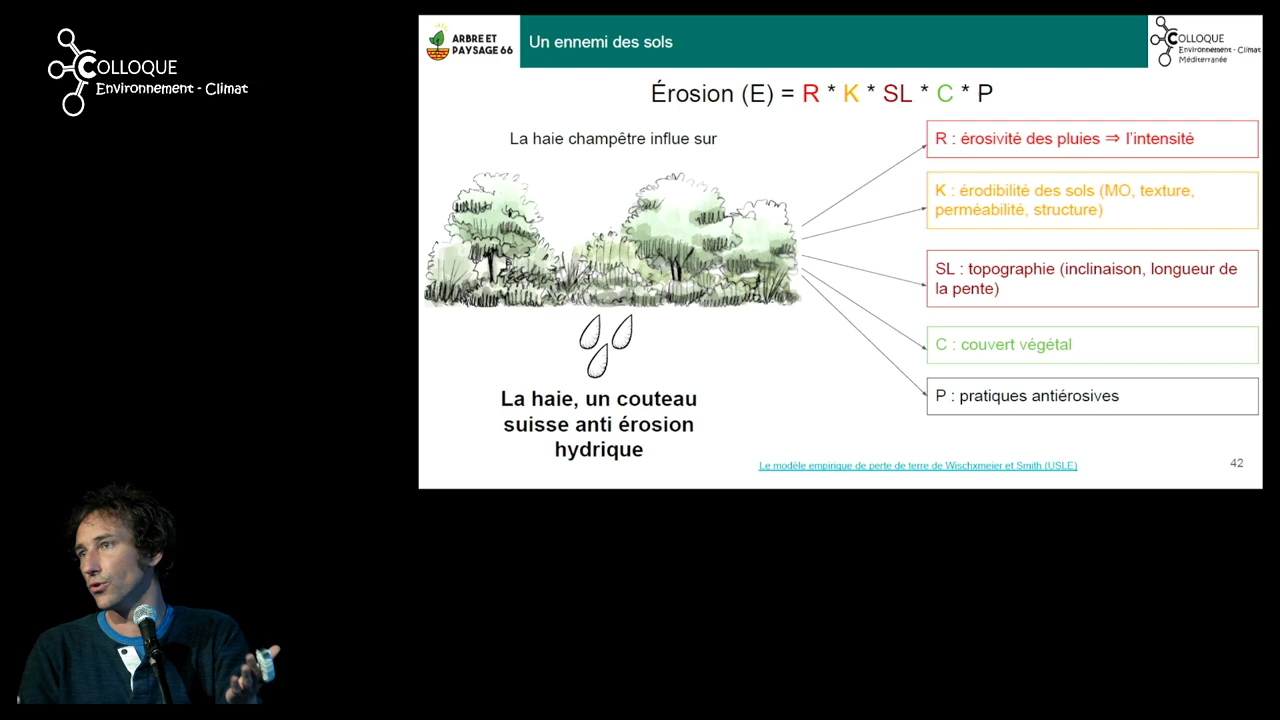 COLLOQUE
Environnement - Climat
ARBRE ET
PAYSAGE 66
Un ennemi des sols
COLLOQUE
Environnement - Climat
Méditerranée
Érosion (E) = R * K * SL * C * P
La haie champêtre influe sur
R : érosivité des pluies ⇒ l'intensité
K : érodibilité des sols (MO, texture,
perméabilité, structure)
SL : topographie (inclinaison, longueur de
la pente)
C : couvert végétal
P : pratiques antiérosives
La haie, un couteau
suisse anti érosion
hydrique
Le modèle empirique de perte de terre de Wischxmeier et Smith (USLE)
42